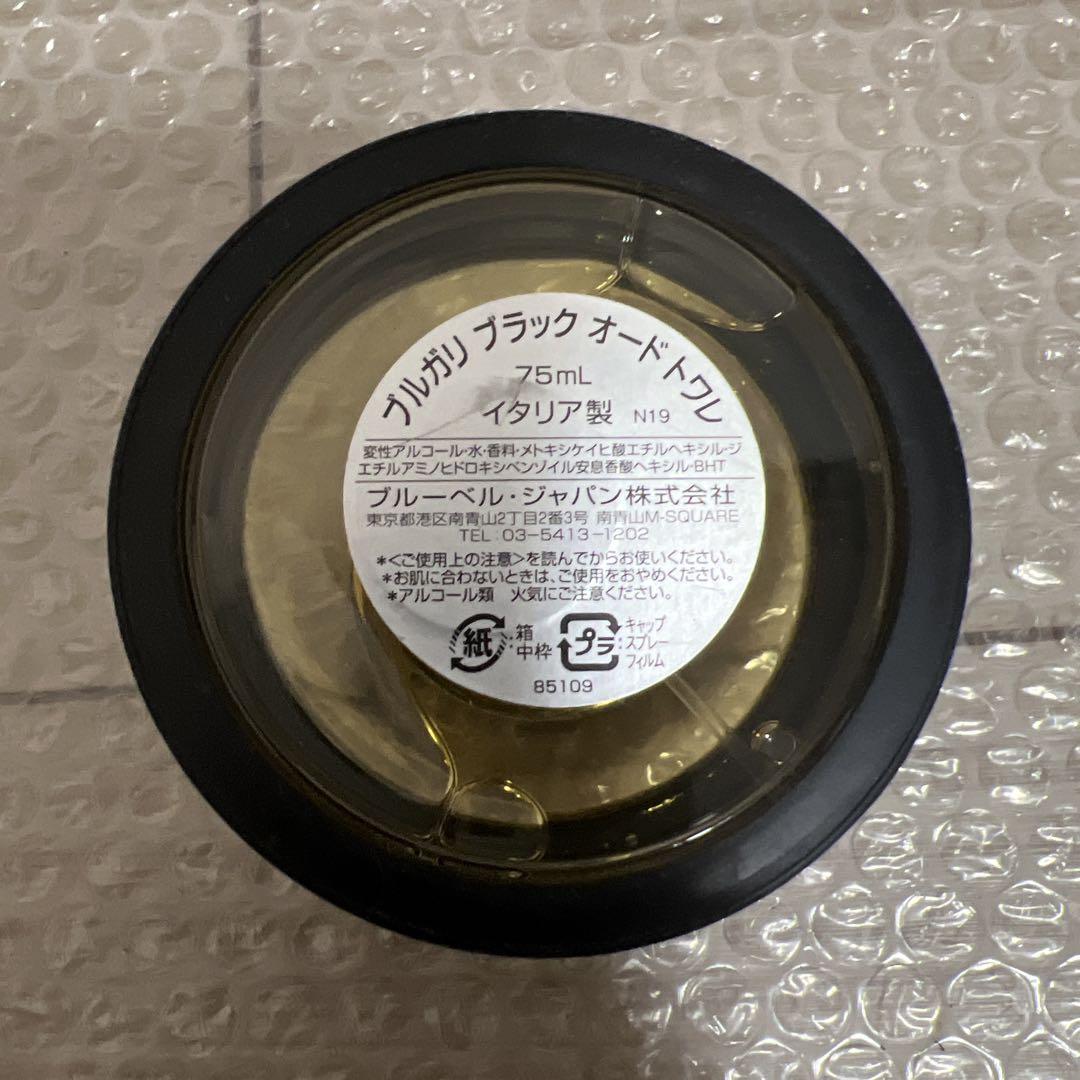 ブルガリ ブラック オード トワレ
75mL
イタリア製 N19
変性アルコール・水・香料・メトキシケイヒ酸エチルヘキシル・ジ
エチルアミノヒドロキシベンゾイル安息香酸ヘキシル・BHT
ブルーベル・ジャパン株式会社
東京都港区南青山2丁目2番3号 南青山M-SQUARE
TEL:03-5413-1202
*<ご使用上の注意>を読んでからお使いください。
*お肌に合わないときは、ご使用をおやめください。
*アルコール類 火気にご注意ください。
紙 :箱
中枠
プラ :キャップ
スプレー
フィルム
85109